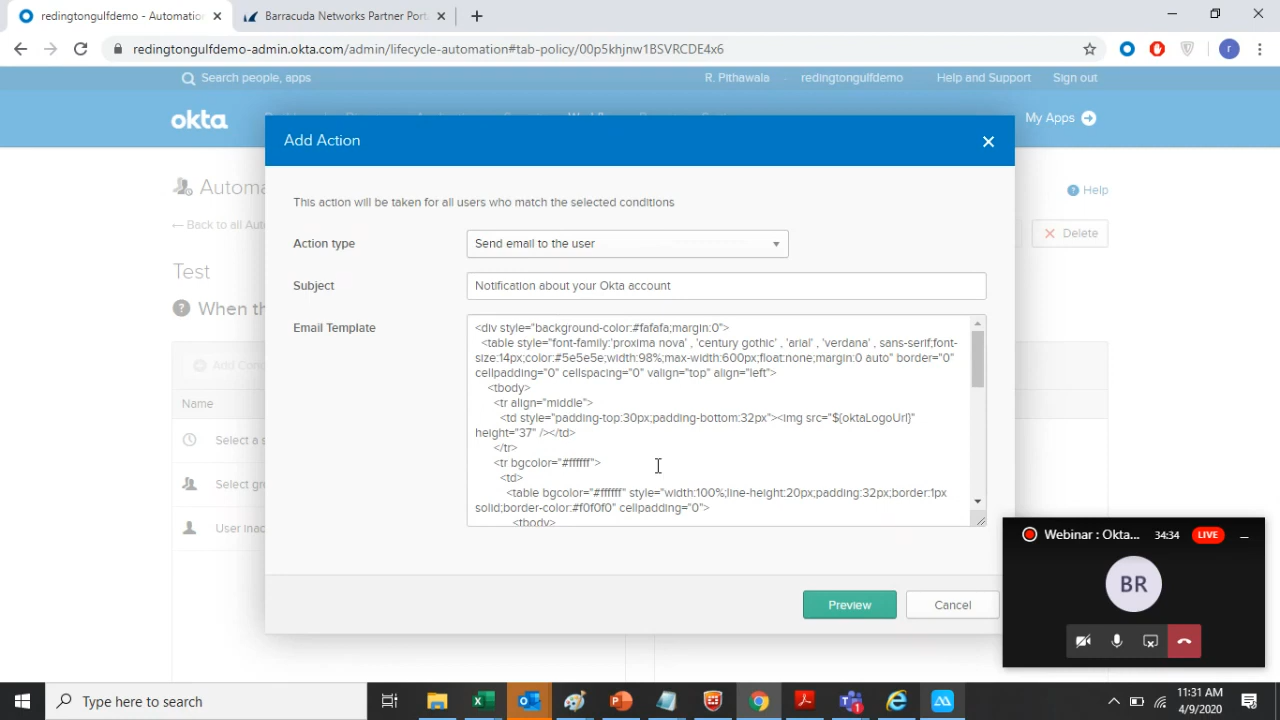 redingtongulfdemo - Automation
Barracuda Networks Partner Port
redingtongulfdemo-admin.okta.com/admin/lifecycle-automation#tab-policy/00p5khjnw1BSVRCDE4x6
r
Search people, apps
R. Pithawala
redingtongulfdemo
Help and Support
Sign out
okta
My Apps
Add Action
Automa
Help
← Back to all Aut
Delete
This action will be taken for all users who match the selected conditions
Action type
Send email to the user
Test
Subject
Notification about your Okta account
When th
Email Template
<div style="background-color:#fafafa;margin:0">
<table style="font-family:'proxima nova' , 'century gothic' , 'arial' , 'verdana' , sans-serif;font-
size:14px;color:#5e5e5e;width:98%;max-width:600px;float:none;margin:0 auto" border="0"
cellpadding="0" cellspacing="0" valign="top" align="left">
<tbody>
<tr align="middle">
<td style="padding-top:30px;padding-bottom:32px"><img src="${oktaLogoUrl}"
height="37" /></td>
</tr>
<tr bgcolor="#ffffff">
<td>
<table bgcolor="#ffffff" style="width:100%;line-height:20px;padding:32px;border:1px
solid;border-color:#f0f0f0" cellpadding="0">
<tbody>
Add Con
Name
Select a s
Select gro
User inac
Preview
Cancel
Webinar : Okta...
34:34
LIVE
BR
Type here to search
11:31 AM
4/9/2020